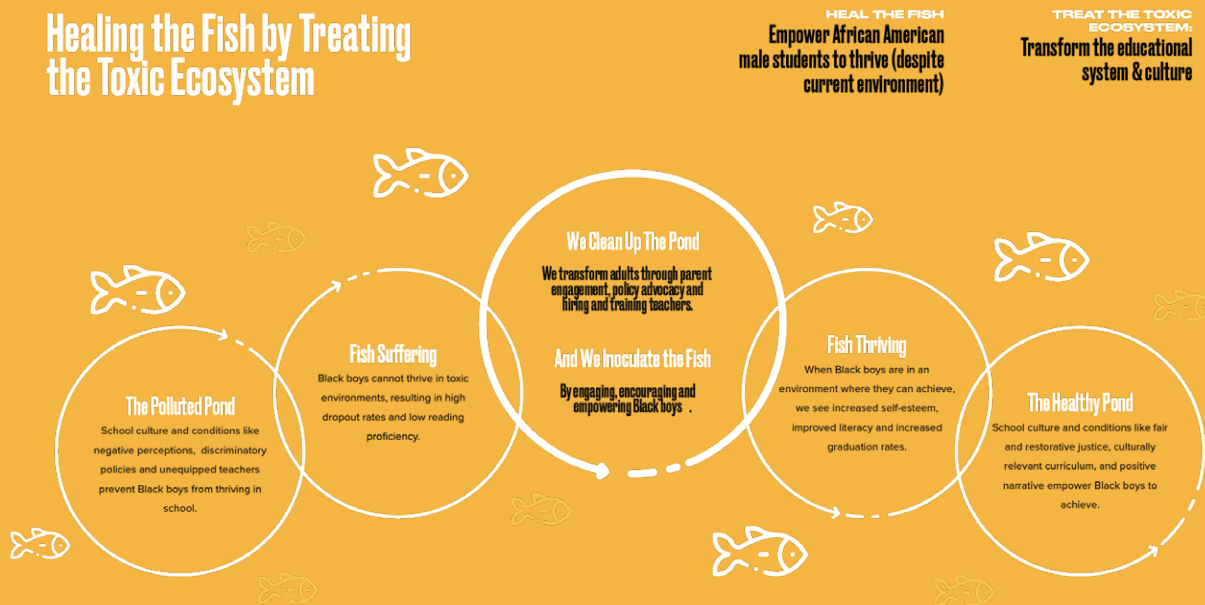 Healing the Fish by Treating
the Toxic Ecosystem
HEAL THE FISH
Empower African American
male students to thrive (despite
current environment)
TREAT THE TOXIC
ECOSYSTEM:
Transform the educational
system & culture
The Polluted Pond
School culture and conditions like
negative perceptions, discriminatory
policies and unequipped teachers
prevent Black boys from thriving in
school.
Fish Suffering
Black boys cannot thrive in toxic
environments, resulting in high
dropout rates and low reading
proficiency.
We Clean Up The Pond
We transform adults through parent
engagement, policy advocacy and
hiring and training teachers.
And We Inoculate the Fish
By engaging, encouraging and
empowering Black boys .
Fish Thriving
When Black boys are in an
environment where they can achieve,
we see increased self-esteem,
improved literacy and increased
graduation rates.
The Healthy Pond
School culture and conditions like fair
and restorative justice, culturally
relevant curriculum, and positive
narrative empower Black boys to
achieve.